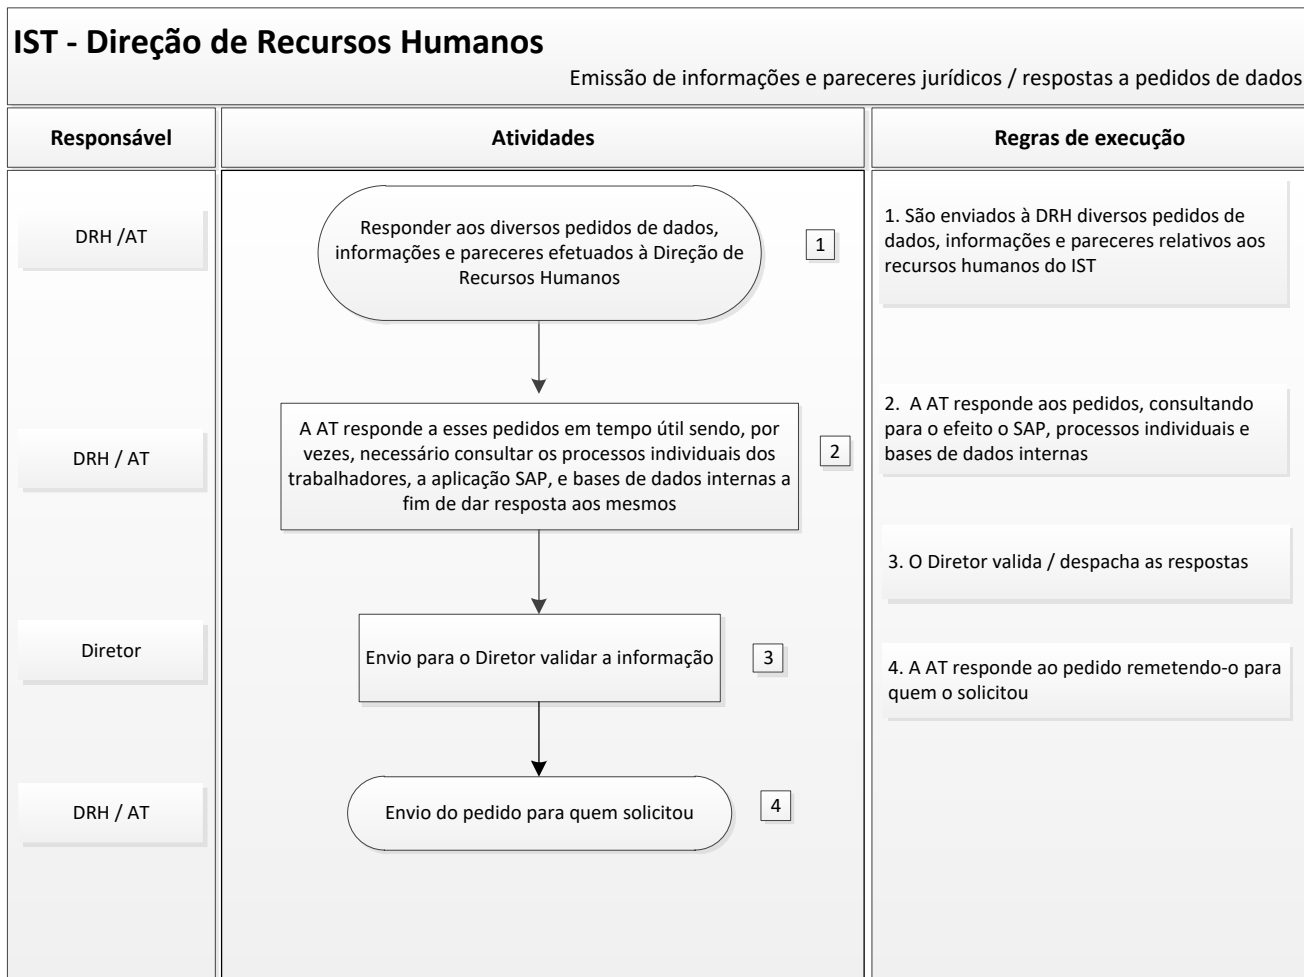 IST - Direção de Recursos Humanos
Emissão de informações e pareceres jurídicos / respostas a pedidos de dados
Responsável
Atividades
Regras de execução
DRH /AT
Responder aos diversos pedidos de dados,
informações e pareceres efetuados à Direção de
Recursos Humanos
1
1. São enviados à DRH diversos pedidos de
dados, informações e pareceres relativos aos
recursos humanos do IST
DRH / AT
A AT responde a esses pedidos em tempo útil sendo, por
vezes, necessário consultar os processos individuais dos
trabalhadores, a aplicação SAP, e bases de dados internas a
fim de dar resposta aos mesmos
2
2.  A AT responde aos pedidos, consultando
para o efeito o SAP, processos individuais e
bases de dados internas
3. O Diretor valida / despacha as respostas
Diretor
Envio para o Diretor validar a informação
3
4. A AT responde ao pedido remetendo-o para
quem o solicitou
DRH / AT
Envio do pedido para quem solicitou
4